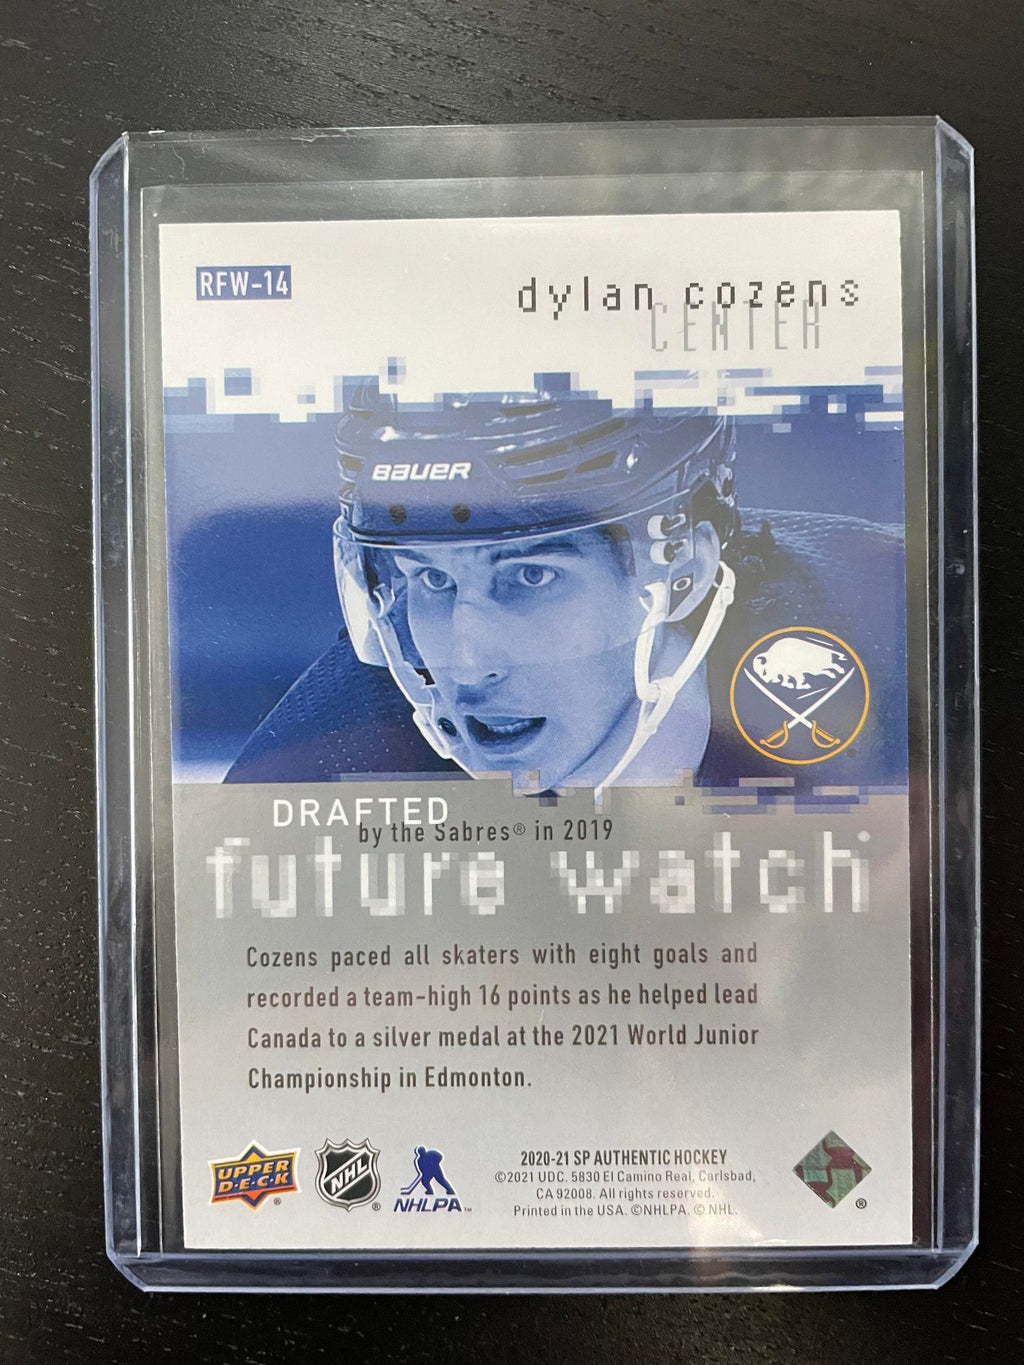 RFW-14
dylan cozens
CENTER
BAUER
DRAFTED
by the Sabres® in 2019
future watch®
Cozens paced all skaters with eight goals and
recorded a team-high 16 points as he helped lead
Canada to a silver medal at the 2021 World Junior
Championship in Edmonton.
UPPER
D•E•C•K®
NHL®
NHLPA™
2020-21 SP AUTHENTIC HOCKEY
©2021 UDC. 5830 El Camino Real, Carlsbad,
CA 92008. All rights reserved.
Printed in the USA. ©NHLPA. © NHL.
®